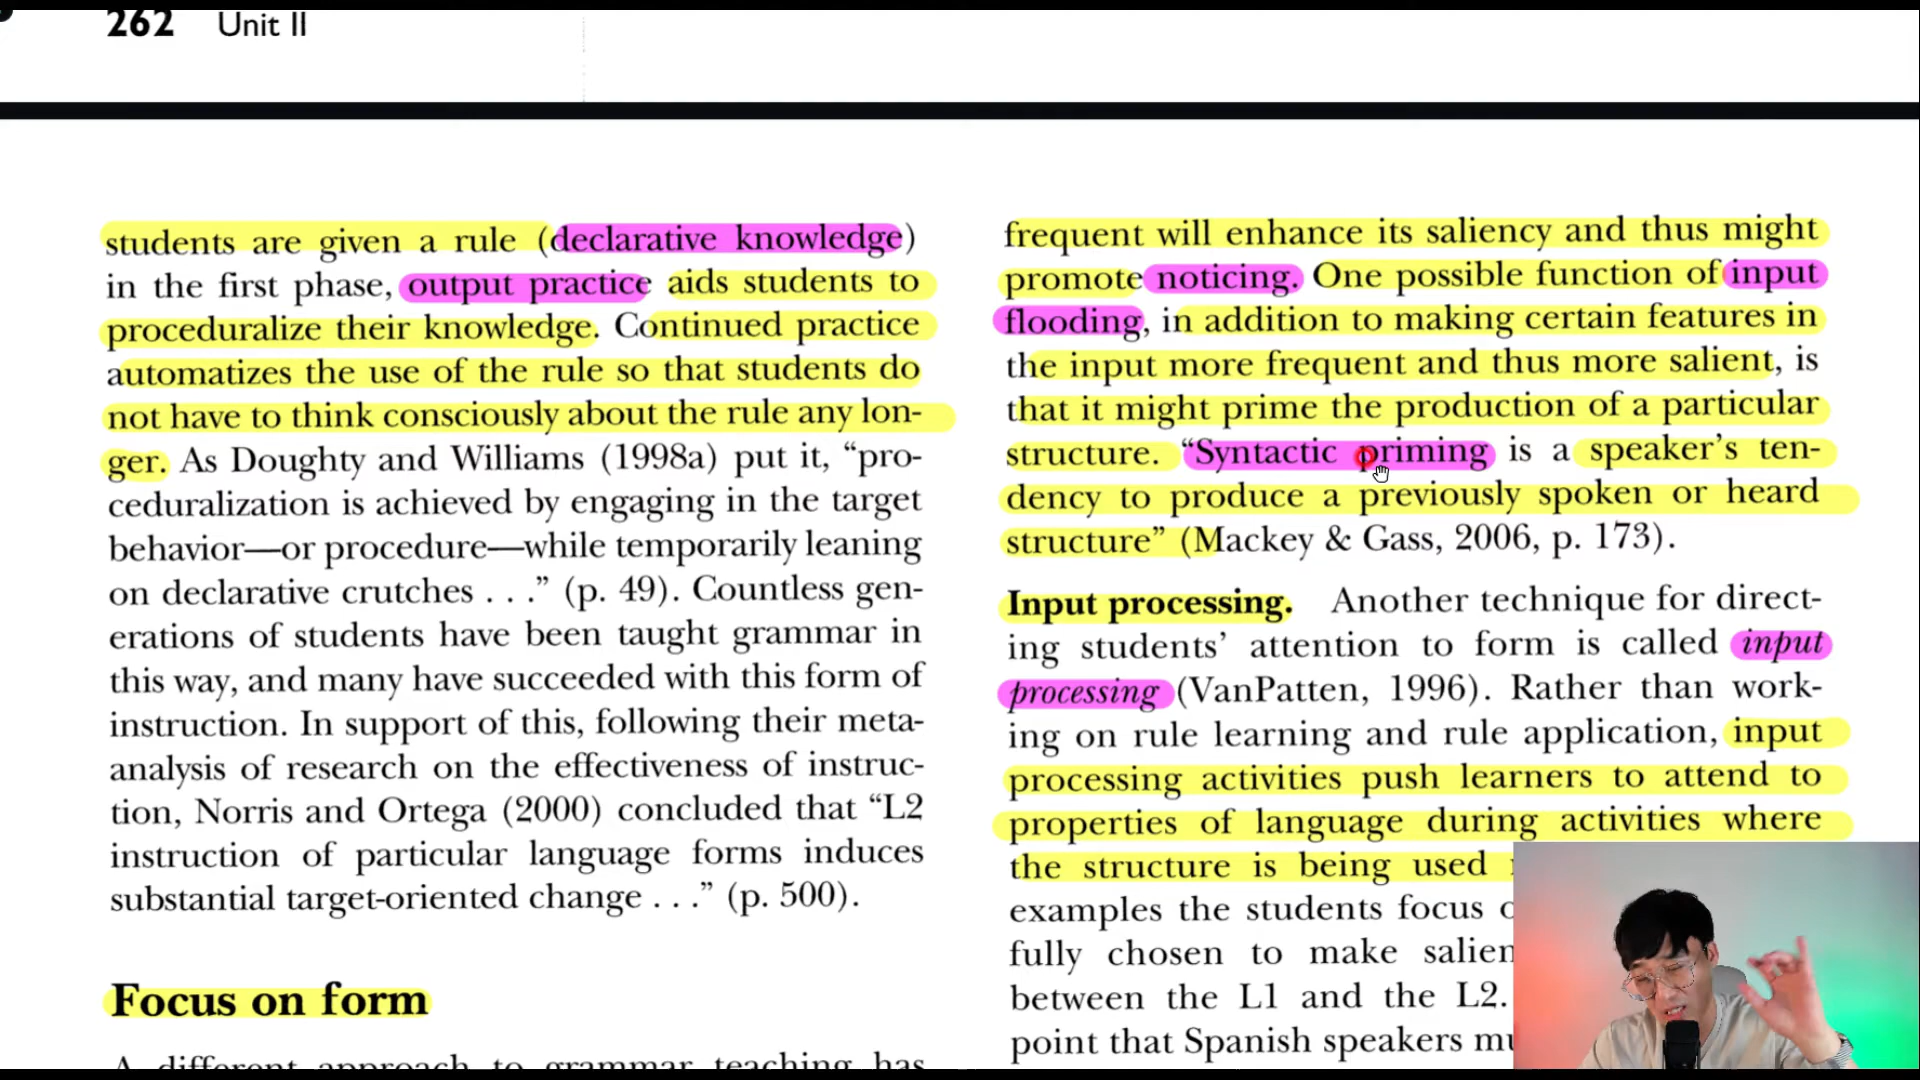 262 Unit II
students are given a rule (declarative knowledge)
in the first phase, output practice aids students to
proceduralize their knowledge. Continued practice
automatizes the use of the rule so that students do
not have to think consciously about the rule any lon-
ger. As Doughty and Williams (1998a) put it, “pro-
ceduralization is achieved by engaging in the target
behavior—or procedure—while temporarily leaning
on declarative crutches . . .” (p. 49). Countless gen-
erations of students have been taught grammar in
this way, and many have succeeded with this form of
instruction. In support of this, following their meta-
analysis of research on the effectiveness of instruc-
tion, Norris and Ortega (2000) concluded that “L2
instruction of particular language forms induces
substantial target-oriented change . . .” (p. 500).
Focus on form
A different approach to grammar teaching has
frequent will enhance its saliency and thus might
promote noticing. One possible function of input
flooding, in addition to making certain features in
the input more frequent and thus more salient, is
that it might prime the production of a particular
structure. “Syntactic priming is a speaker’s ten-
dency to produce a previously spoken or heard
structure” (Mackey & Gass, 2006, p. 173).
Input processing. Another technique for direct-
ing students’ attention to form is called input
processing (VanPatten, 1996). Rather than work-
ing on rule learning and rule application, input
processing activities push learners to attend to
properties of language during activities where
the structure is being used
examples the students focus
fully chosen to make
between the L1 and the L2.
point that Spanish speakers